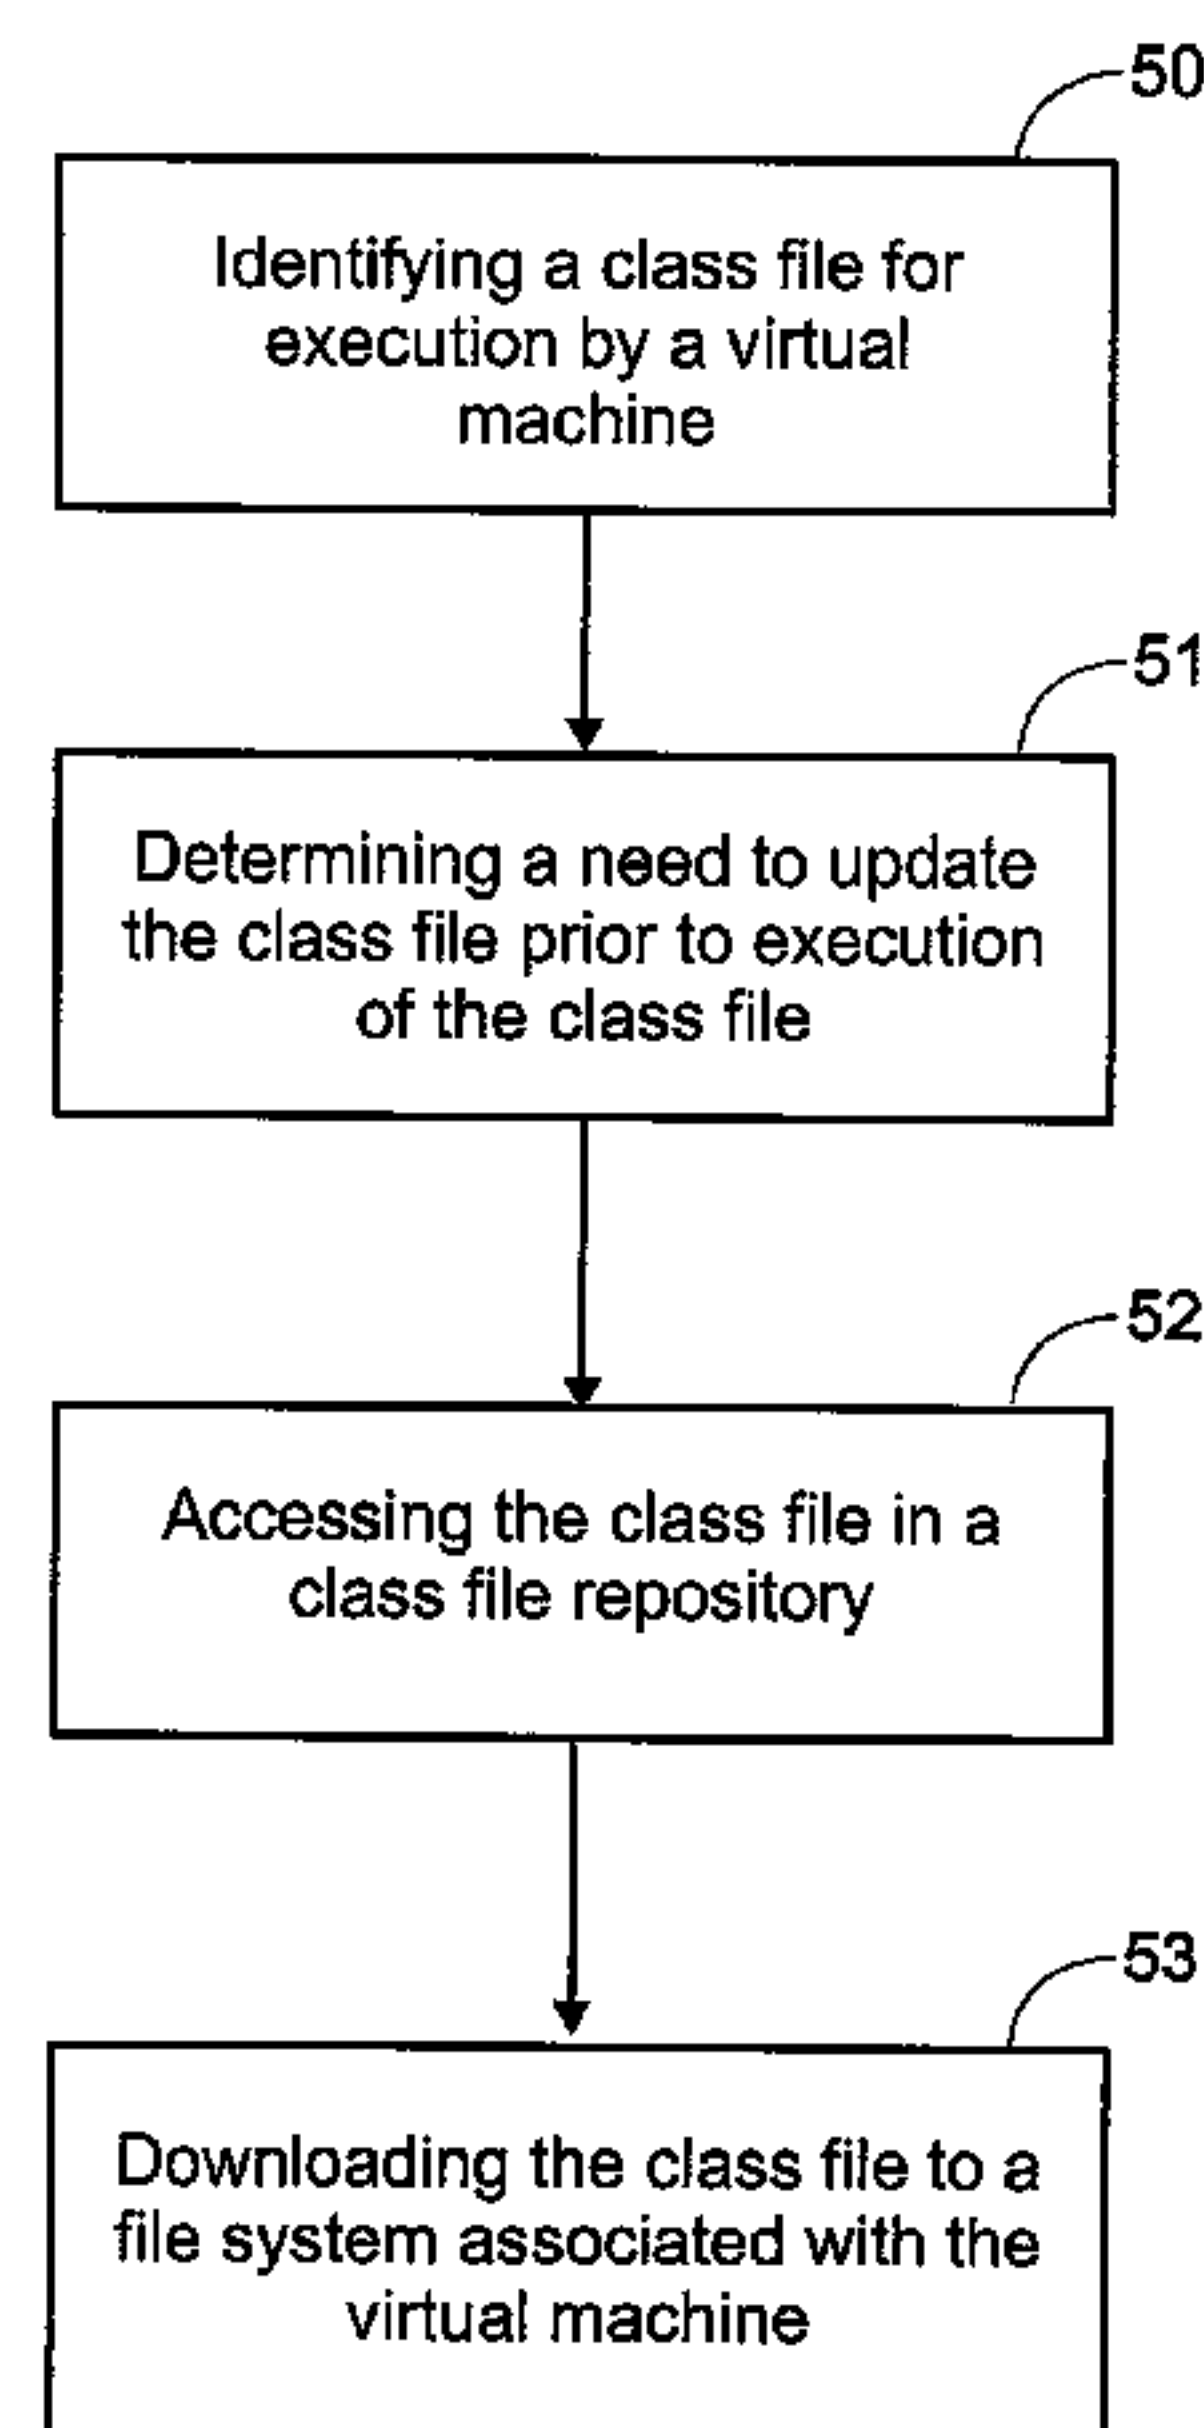 50
Identifying a class file for
execution by a virtual
machine
51
Determining a need to update
the class file prior to execution
of the class file
52
Accessing the class file in a
class file repository
53
Downloading the class file to a
file system associated with the
virtual machine